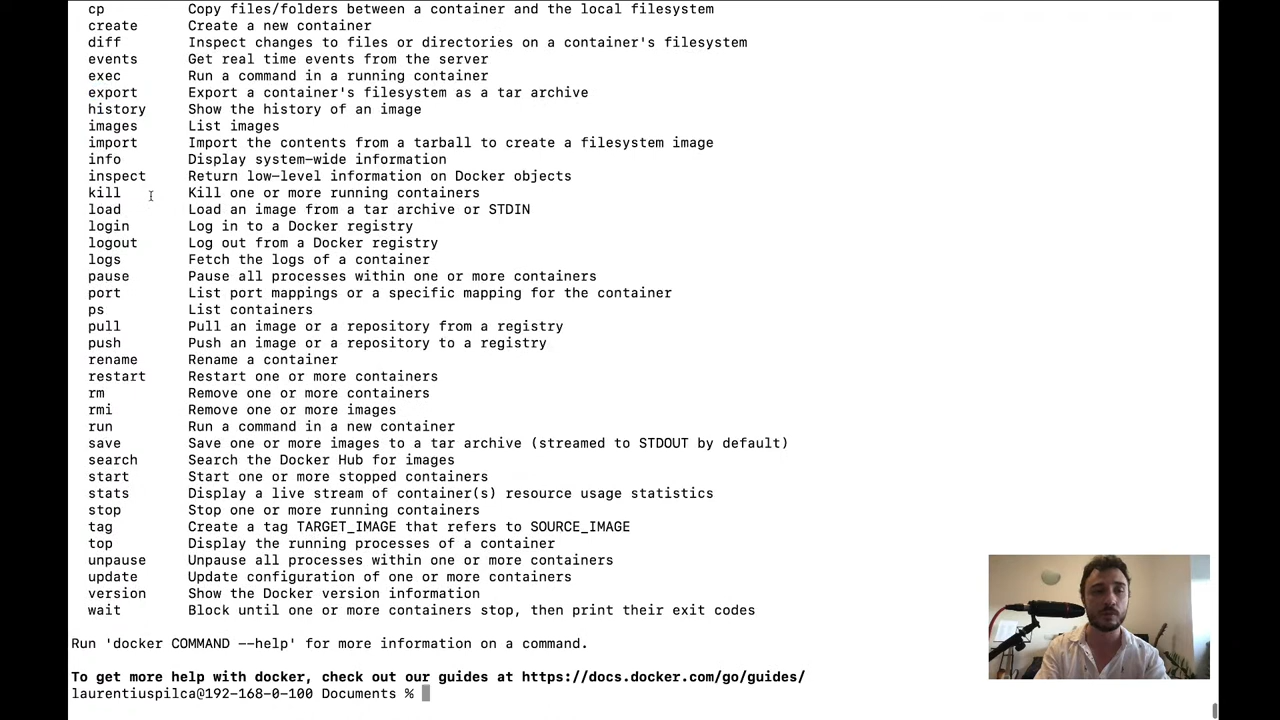 cp Copy files/folders between a container and the local filesystem
create Create a new container
diff Inspect changes to files or directories on a container's filesystem
events Get real time events from the server
exec Run a command in a running container
export Export a container's filesystem as a tar archive
history Show the history of an image
images List images
import Import the contents from a tarball to create a filesystem image
info Display system-wide information
inspect Return low-level information on Docker objects
kill Kill one or more running containers
load Load an image from a tar archive or STDIN
login Log in to a Docker registry
logout Log out from a Docker registry
logs Fetch the logs of a container
pause Pause all processes within one or more containers
port List port mappings or a specific mapping for the container
ps List containers
pull Pull an image or a repository from a registry
push Push an image or a repository to a registry
rename Rename a container
restart Restart one or more containers
rm Remove one or more containers
rmi Remove one or more images
run Run a command in a new container
save Save one or more images to a tar archive (streamed to STDOUT by default)
search Search the Docker Hub for images
start Start one or more stopped containers
stats Display a live stream of container(s) resource usage statistics
stop Stop one or more running containers
tag Create a tag TARGET_IMAGE that refers to SOURCE_IMAGE
top Display the running processes of a container
unpause Unpause all processes within one or more containers
update Update configuration of one or more containers
version Show the Docker version information
wait Block until one or more containers stop, then print their exit codes
Run 'docker COMMAND --help' for more information on a command.
To get more help with docker, check out our guides at https://docs.docker.com/go/guides/
laurentiuspilca@192-168-0-100 Documents %